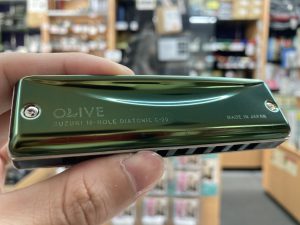 OLIVE
SUZUKI 10-HOLE DIATONIC C-20
MADE IN JAPAN